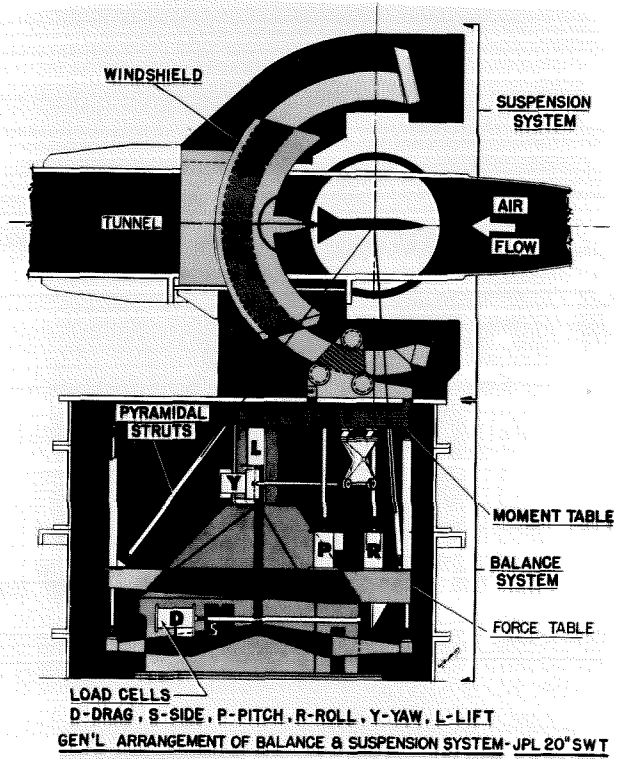 WINDSHIELD
SUSPENSION
SYSTEM
TUNNEL
AIR
FLOW
PYRAMIDAL
STRUTS
L
Y
MOMENT TABLE
P
R
BALANCE
SYSTEM
D
S
FORCE TABLE
LOAD CELLS
D-DRAG, S-SIDE, P-PITCH, R-ROLL, Y-YAW, L-LIFT
GEN'L ARRANGEMENT OF BALANCE & SUSPENSION SYSTEM-JPL 20" SWT